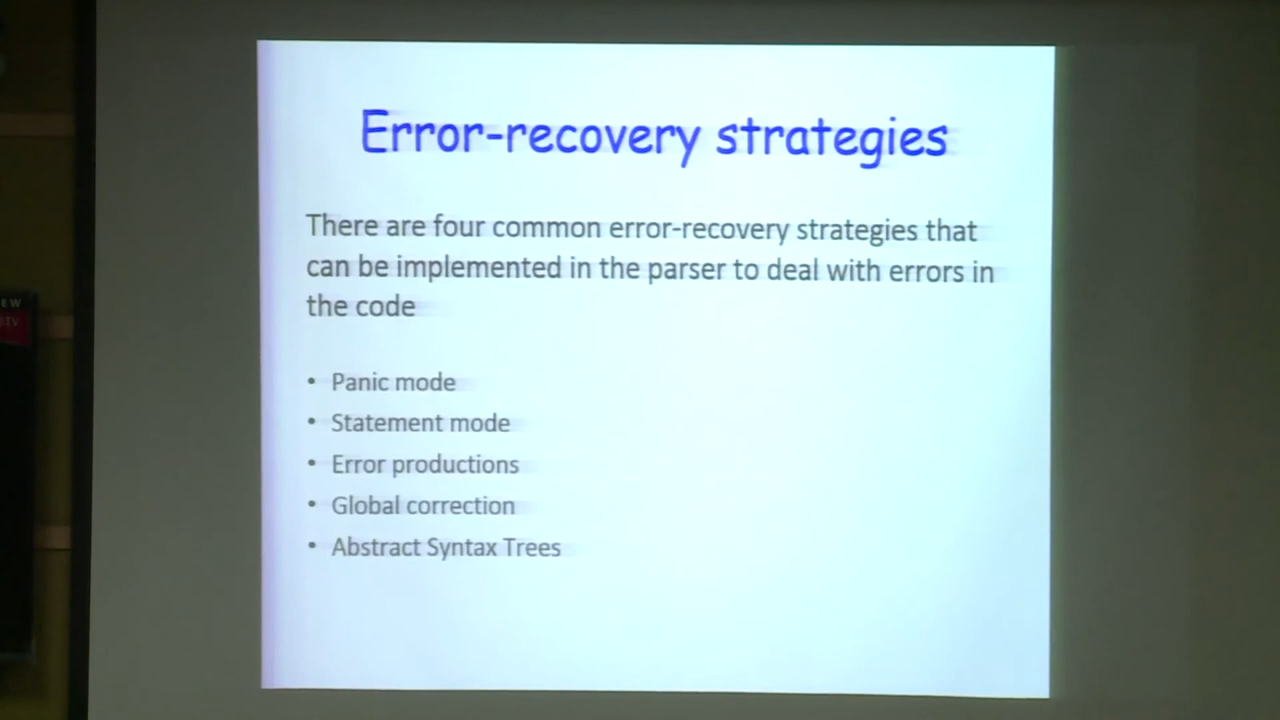 Error-recovery strategies
There are four common error-recovery strategies that
can be implemented in the parser to deal with errors in
the code
• Panic mode
• Statement mode
• Error productions
• Global correction
• Abstract Syntax Trees